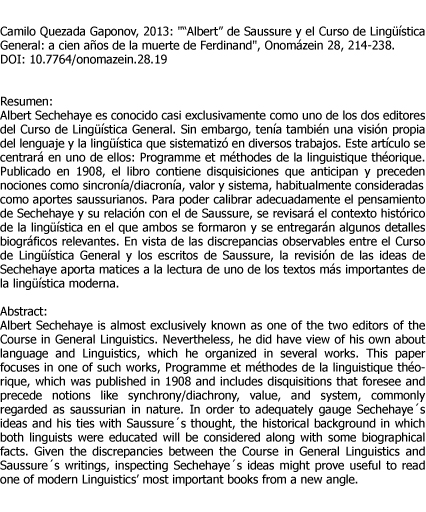 Camilo Quezada Gaponov, 2013: "“Albert” de Saussure y el Curso de Lingüística
General: a cien años de la muerte de Ferdinand", Onomázein 28, 214-238.
DOI: 10.7764/onomazein.28.19
Resumen:
Albert Sechehaye es conocido casi exclusivamente como uno de los dos editores
del Curso de Lingüística General. Sin embargo, tenía también una visión propia
del lenguaje y la lingüística que sistematizó en diversos trabajos. Este artículo se
centrará en uno de ellos: Programme et méthodes de la linguistique théorique.
Publicado en 1908, el libro contiene disquisiciones que anticipan y preceden
nociones como sincronía/diacronía, valor y sistema, habitualmente consideradas
como aportes saussurianos. Para poder calibrar adecuadamente el pensamiento
de Sechehaye y su relación con el de Saussure, se revisará el contexto histórico
de la lingüística en el que ambos se formaron y se entregarán algunos detalles
biográficos relevantes. En vista de las discrepancias observables entre el Curso
de Lingüística General y los escritos de Saussure, la revisión de las ideas de
Sechehaye aporta matices a la lectura de uno de los textos más importantes de
la lingüística moderna.
Abstract:
Albert Sechehaye is almost exclusively known as one of the two editors of the
Course in General Linguistics. Nevertheless, he did have view of his own about
language and Linguistics, which he organized in several works. This paper
focuses in one of such works, Programme et méthodes de la linguistique théo-
rique, which was published in 1908 and includes disquisitions that foresee and
precede notions like synchrony/diachrony, value, and system, commonly
regarded as saussurian in nature. In order to adequately gauge Sechehaye´s
ideas and his ties with Saussure´s thought, the historical background in which
both linguists were educated will be considered along with some biographical
facts. Given the discrepancies between the Course in General Linguistics and
Saussure´s writings, inspecting Sechehaye´s ideas might prove useful to read
one of modern Linguistics’ most important books from a new angle.